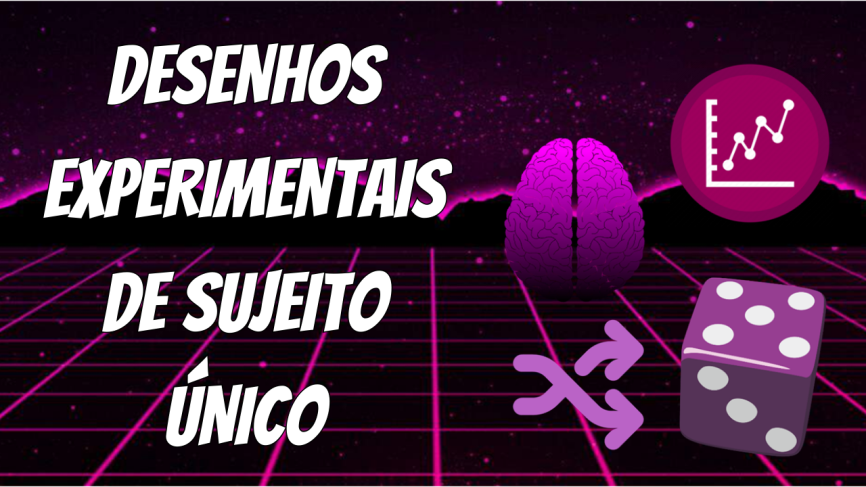 DESENHOS
EXPERIMENTAIS
DE SUJEITO
ÚNICO